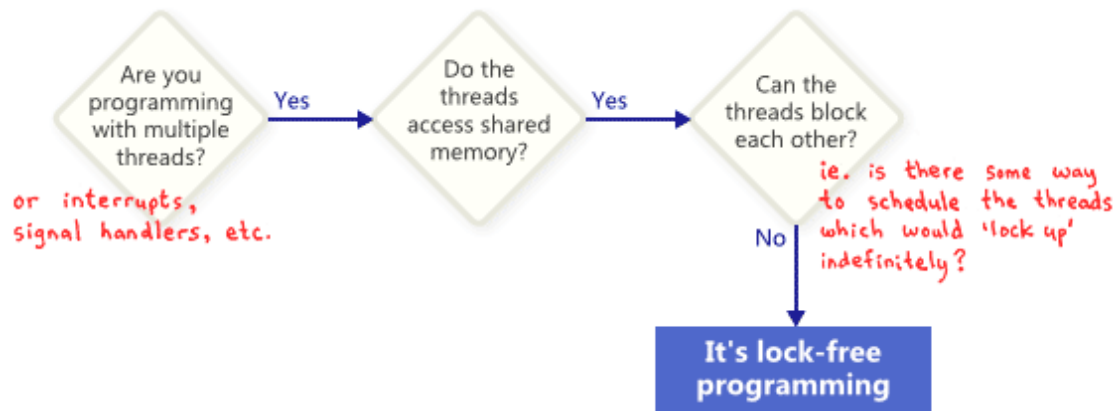 Are you
programming
with multiple
threads?
or interrupts,
signal handlers, etc.
Yes
Do the
threads
access shared
memory?
Yes
Can the
threads block
each other?
ie. is there some way
to schedule the threads
which would 'lock up'
indefinitely?
No
It's lock-free
programming